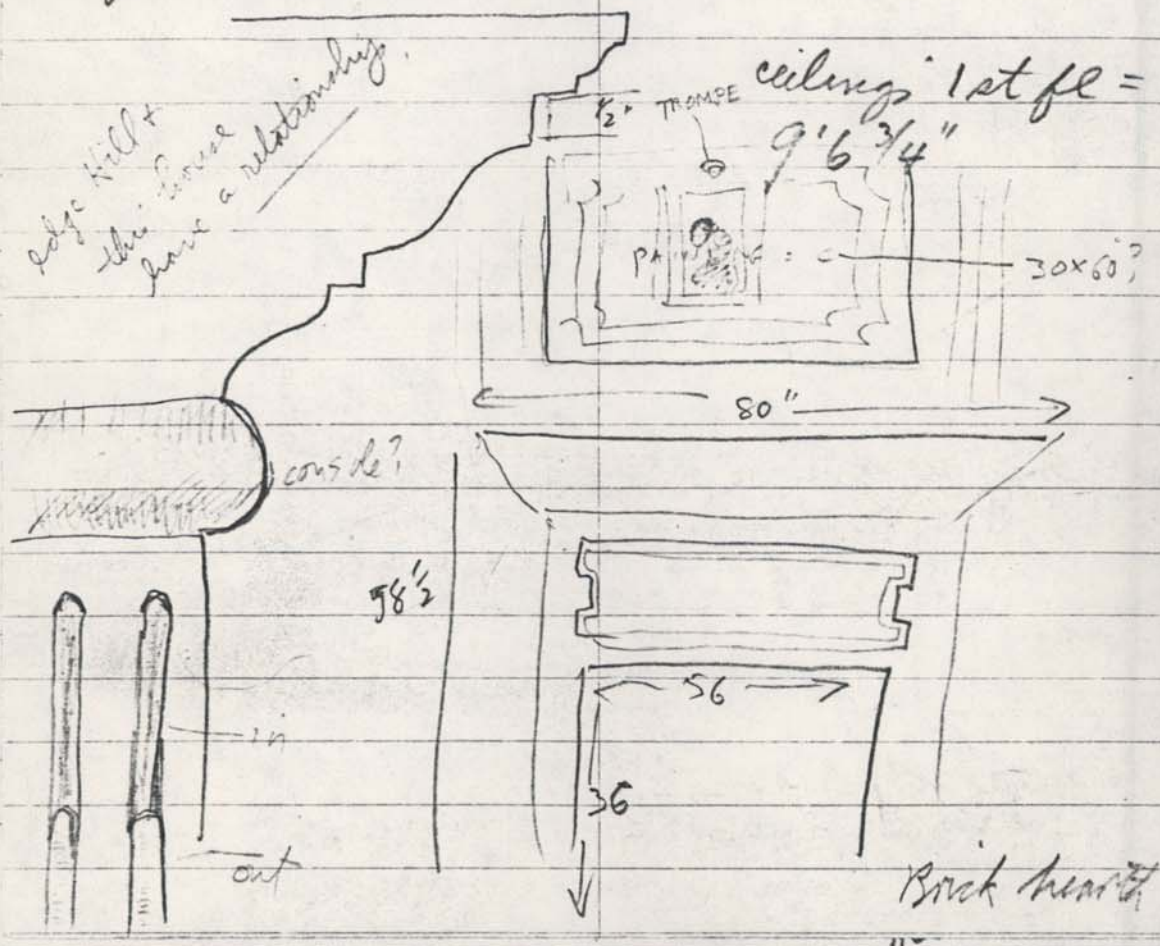 ceilings 1st fl =
9'6 3/4"
edge Hill +
this house
have a relationship.
1/2"
TROMPE
30x60?
80"
console?
58 1/2
56
36
in
out
Brick hearth